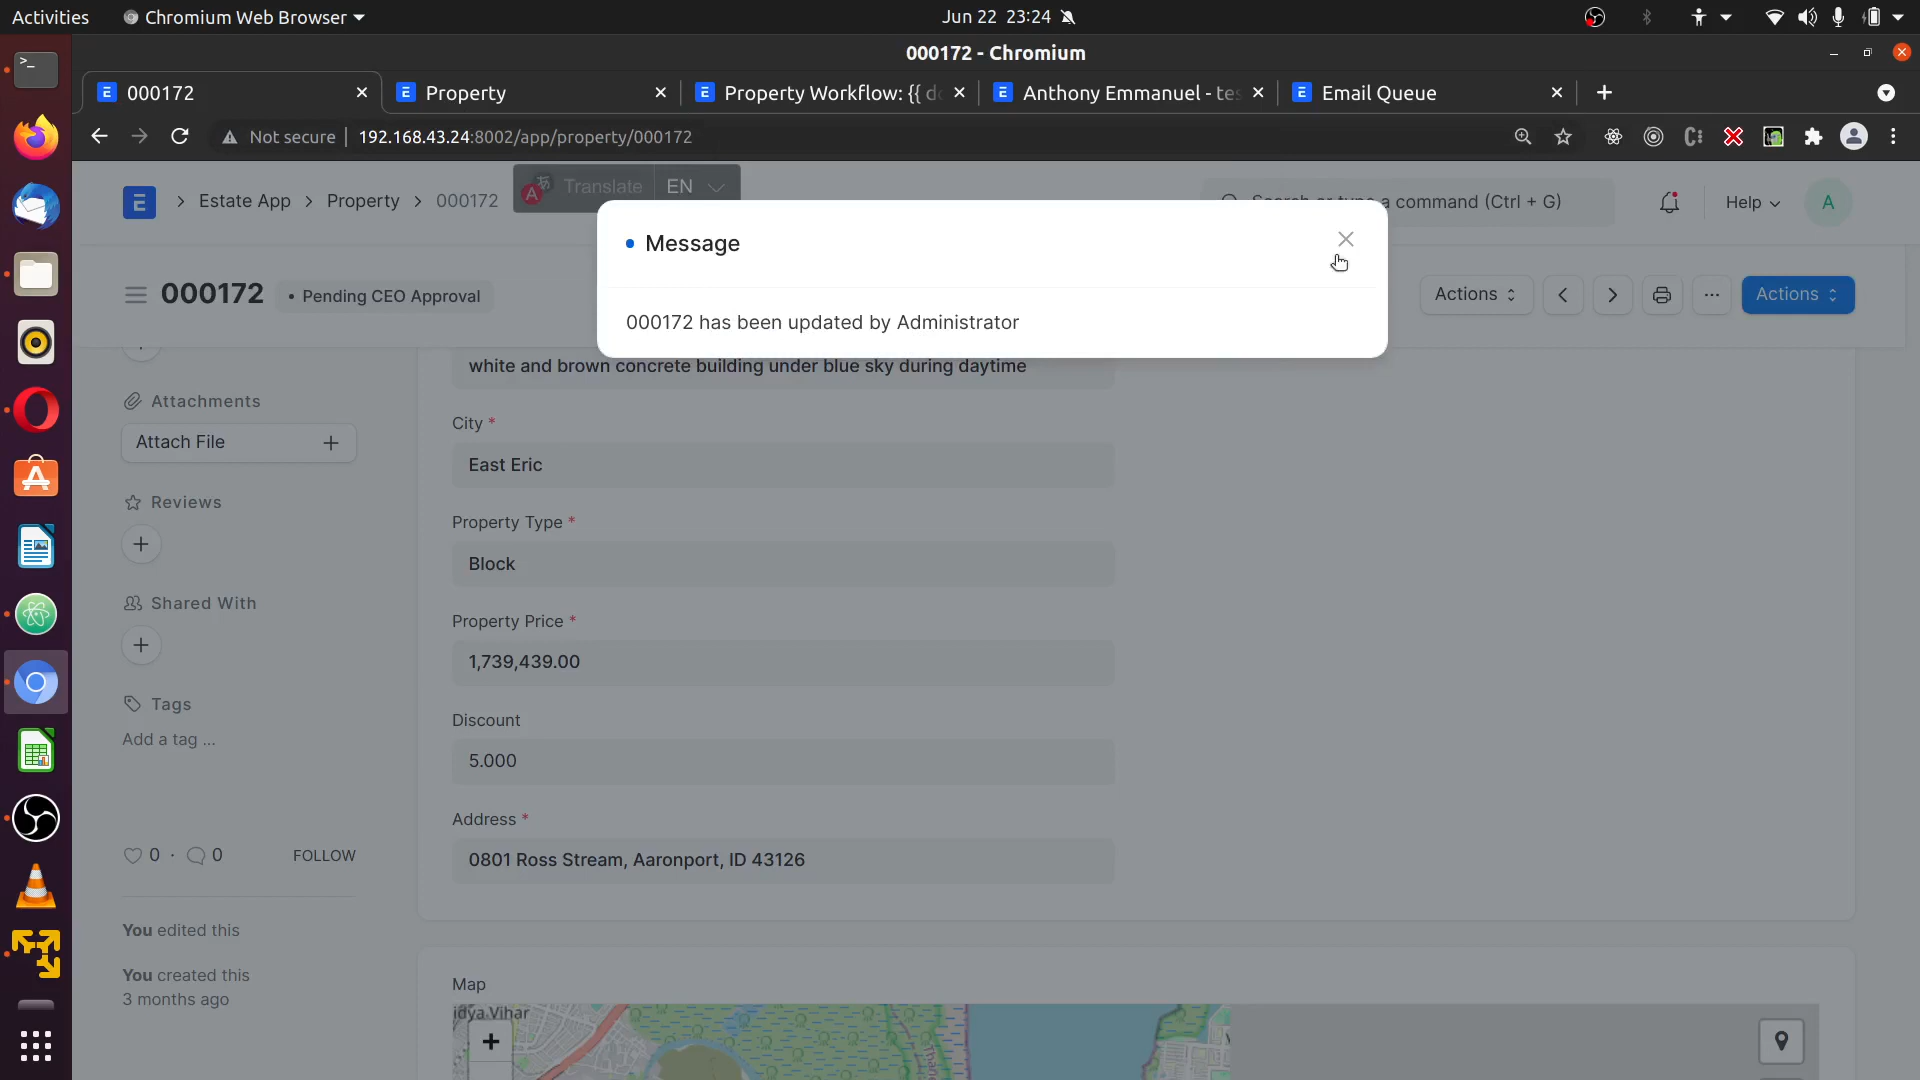 Activities
Chromium Web Browser
Jun 22 23:24
000172 - Chromium
000172
Property
Property Workflow: {{ do
Anthony Emmanuel - tes
Email Queue
Not secure
192.168.43.24:8002/app/property/000172
E
Estate App
Property
000172
Translate
EN
Search or type a command (Ctrl + G)
Help
A
Message
000172 has been updated by Administrator
000172
Pending CEO Approval
Actions
Actions
white and brown concrete building under blue sky during daytime
Attachments
Attach File
City *
East Eric
Reviews
Property Type *
Block
Shared With
Property Price *
1,739,439.00
Tags
Add a tag ...
Discount
5.000
Address *
0801 Ross Stream, Aaronport, ID 43126
0 · 0
FOLLOW
You edited this
You created this
3 months ago
Map
idya Vihar
+